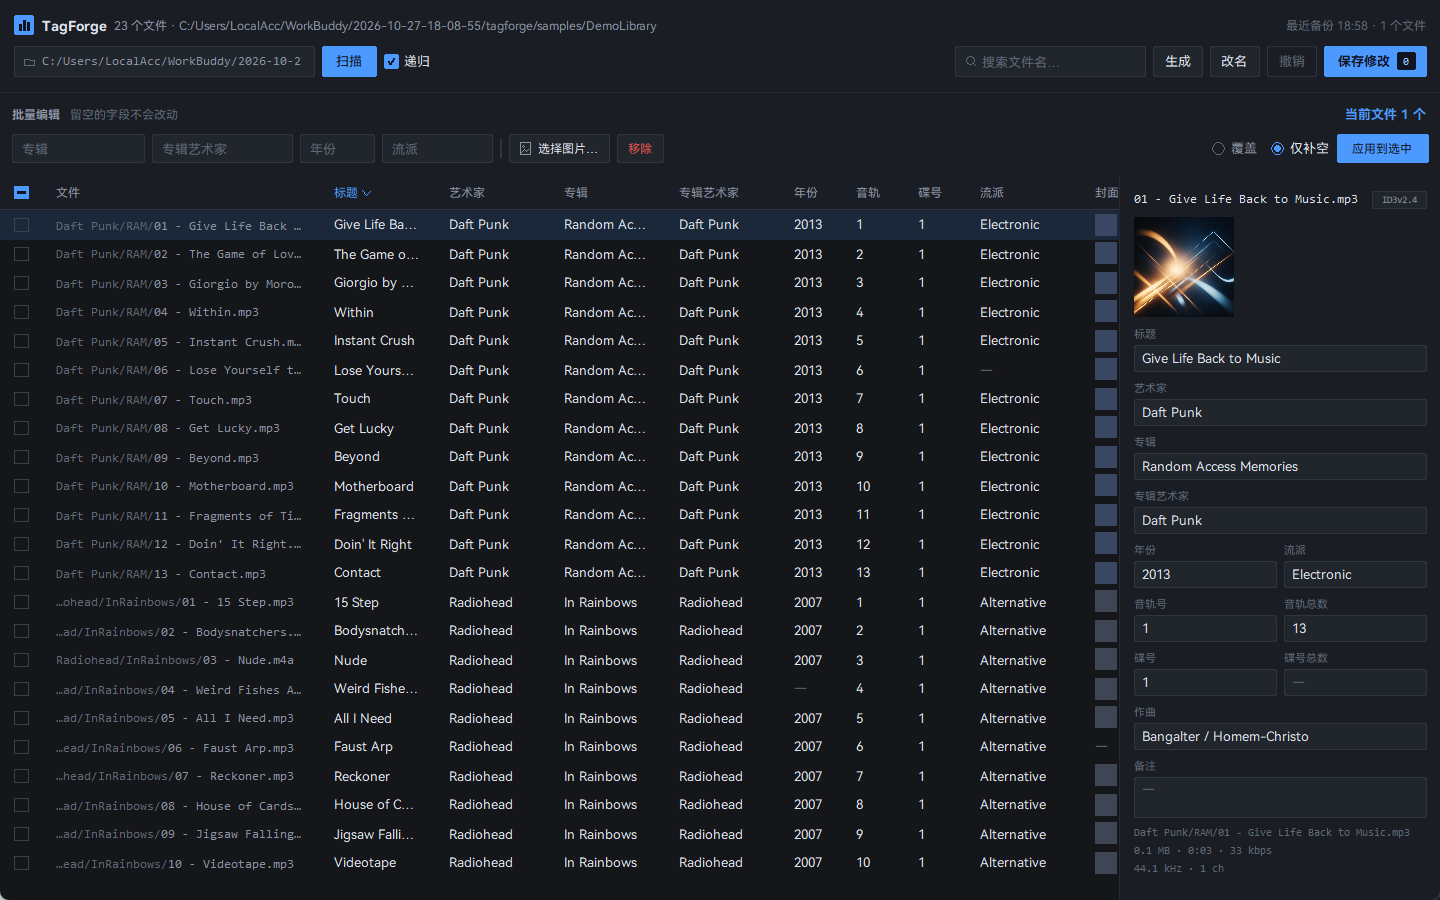 TagForge 23 个文件 · C:/Users/LocalAcc/WorkBuddy/2026-10-27-18-08-55/tagforge/samples/DemoLibrary 最近备份 18:58 · 1 个文件
C:/Users/LocalAcc/WorkBuddy/2026-10-2 扫描 递归 搜索文件名… 生成 改名 撤销 保存修改 0
批量编辑 留空的字段不会改动 当前文件 1 个
专辑 专辑艺术家 年份 流派 选择图片… 移除 覆盖 仅补空 应用到选中
文件 标题 艺术家 专辑 专辑艺术家 年份 音轨 碟号 流派 封面
Daft Punk/RAM/01 - Give Life Back … Give Life Ba… Daft Punk Random Ac… Daft Punk 2013 1 1 Electronic
Daft Punk/RAM/02 - The Game of Lov… The Game o… Daft Punk Random Ac… Daft Punk 2013 2 1 Electronic
Daft Punk/RAM/03 - Giorgio by Moro… Giorgio by … Daft Punk Random Ac… Daft Punk 2013 3 1 Electronic
Daft Punk/RAM/04 - Within.mp3 Within Daft Punk Random Ac… Daft Punk 2013 4 1 Electronic
Daft Punk/RAM/05 - Instant Crush.m… Instant Crush Daft Punk Random Ac… Daft Punk 2013 5 1 Electronic
Daft Punk/RAM/06 - Lose Yourself t… Lose Yours… Daft Punk Random Ac… Daft Punk 2013 6 1 —
Daft Punk/RAM/07 - Touch.mp3 Touch Daft Punk Random Ac… Daft Punk 2013 7 1 Electronic
Daft Punk/RAM/08 - Get Lucky.mp3 Get Lucky Daft Punk Random Ac… Daft Punk 2013 8 1 Electronic
Daft Punk/RAM/09 - Beyond.mp3 Beyond Daft Punk Random Ac… Daft Punk 2013 9 1 Electronic
Daft Punk/RAM/10 - Motherboard.mp3 Motherboard Daft Punk Random Ac… Daft Punk 2013 10 1 Electronic
Daft Punk/RAM/11 - Fragments of Ti… Fragments … Daft Punk Random Ac… Daft Punk 2013 11 1 Electronic
Daft Punk/RAM/12 - Doin' It Right.… Doin' It Right Daft Punk Random Ac… Daft Punk 2013 12 1 Electronic
Daft Punk/RAM/13 - Contact.mp3 Contact Daft Punk Random Ac… Daft Punk 2013 13 1 Electronic
…ohead/InRainbows/01 - 15 Step.mp3 15 Step Radiohead In Rainbows Radiohead 2007 1 1 Alternative
…ad/InRainbows/02 - Bodysnatchers.… Bodysnatch… Radiohead In Rainbows Radiohead 2007 2 1 Alternative
Radiohead/InRainbows/03 - Nude.m4a Nude Radiohead In Rainbows Radiohead 2007 3 1 Alternative
…ad/InRainbows/04 - Weird Fishes A… Weird Fishe… Radiohead In Rainbows Radiohead — 4 1 Alternative
…ad/InRainbows/05 - All I Need.mp3 All I Need Radiohead In Rainbows Radiohead 2007 5 1 Alternative
…ead/InRainbows/06 - Faust Arp.mp3 Faust Arp Radiohead In Rainbows Radiohead 2007 6 1 Alternative —
…head/InRainbows/07 - Reckoner.mp3 Reckoner Radiohead In Rainbows Radiohead 2007 7 1 Alternative
…ad/InRainbows/08 - House of Cards… House of C… Radiohead In Rainbows Radiohead 2007 8 1 Alternative
…ad/InRainbows/09 - Jigsaw Falling… Jigsaw Falli… Radiohead In Rainbows Radiohead 2007 9 1 Alternative
…ead/InRainbows/10 - Videotape.mp3 Videotape Radiohead In Rainbows Radiohead 2007 10 1 Alternative
01 - Give Life Back to Music.mp3 ID3v2.4
标题
Give Life Back to Music
艺术家
Daft Punk
专辑
Random Access Memories
专辑艺术家
Daft Punk
年份 流派
2013 Electronic
音轨号 音轨总数
1 13
碟号 碟号总数
1 —
作曲
Bangalter / Homem-Christo
备注
—
Daft Punk/RAM/01 - Give Life Back to Music.mp3
0.1 MB · 0:03 · 33 kbps
44.1 kHz · 1 ch